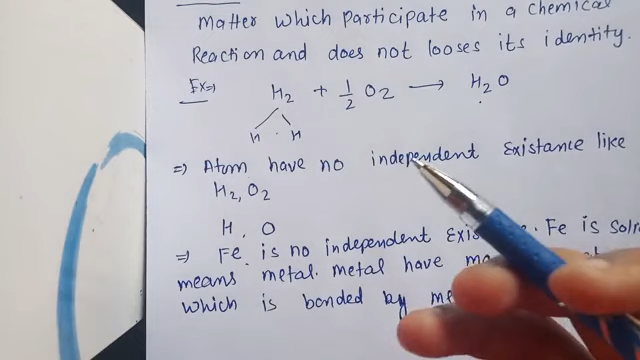 Matter which participate in a chemical
Reaction and does not looses its identity.
Ex⇒ H2 + 1/2 O2 → H2O
H . H
⇒ Atom have no independent Existance like
H2, O2
H, O
⇒ Fe is no independent . Fe is
means metal. metal have
which is bonded by